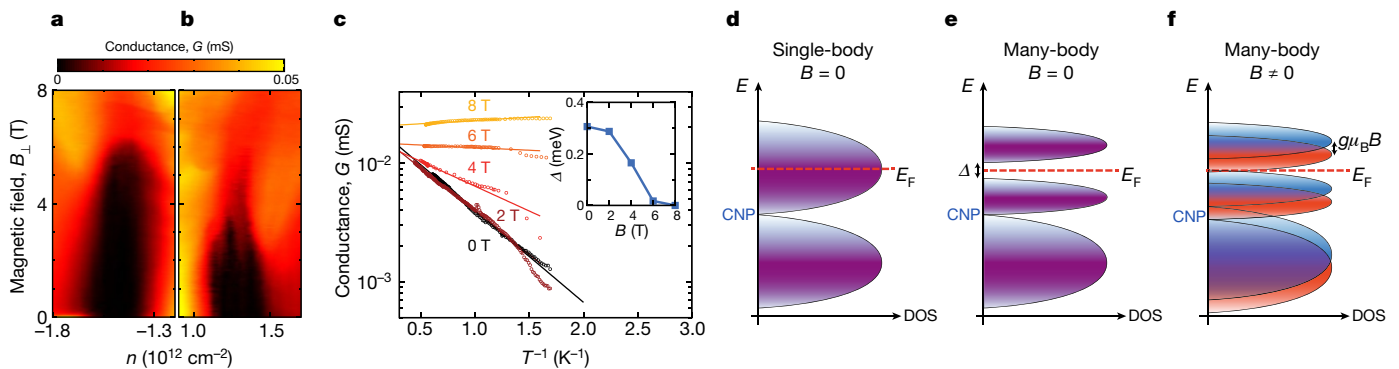 a
b
Conductance, G (mS)
0
0.05
Magnetic field, B⊥ (T)
8
4
0
−1.8
−1.3
1.0
1.5
n (10¹² cm⁻²)
c
Conductance, G (mS)
10⁻²
10⁻³
8 T
6 T
4 T
2 T
0 T
Δ (meV)
0.4
0.2
0
0 2 4 6 8
B (T)
0.5 1.0 1.5 2.0 2.5 3.0
T⁻¹ (K⁻¹)
d
Single-body
B = 0
E
E_F
CNP
DOS
e
Many-body
B = 0
E
Δ
E_F
CNP
DOS
f
Many-body
B ≠ 0
E
gμ_BB
E_F
CNP
DOS